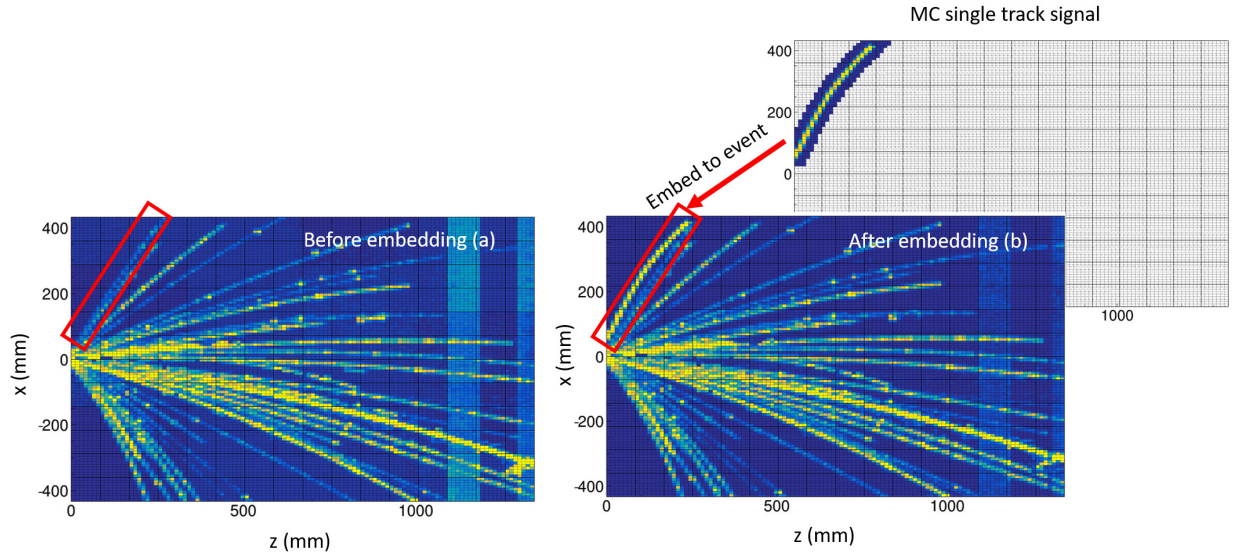 MC single track signal
400
200
0
1000
Embed to event
Before embedding (a)
400
200
0
-200
-400
x (mm)
0
500
1000
z (mm)
After embedding (b)
400
200
0
-200
-400
x (mm)
0
500
1000
z (mm)